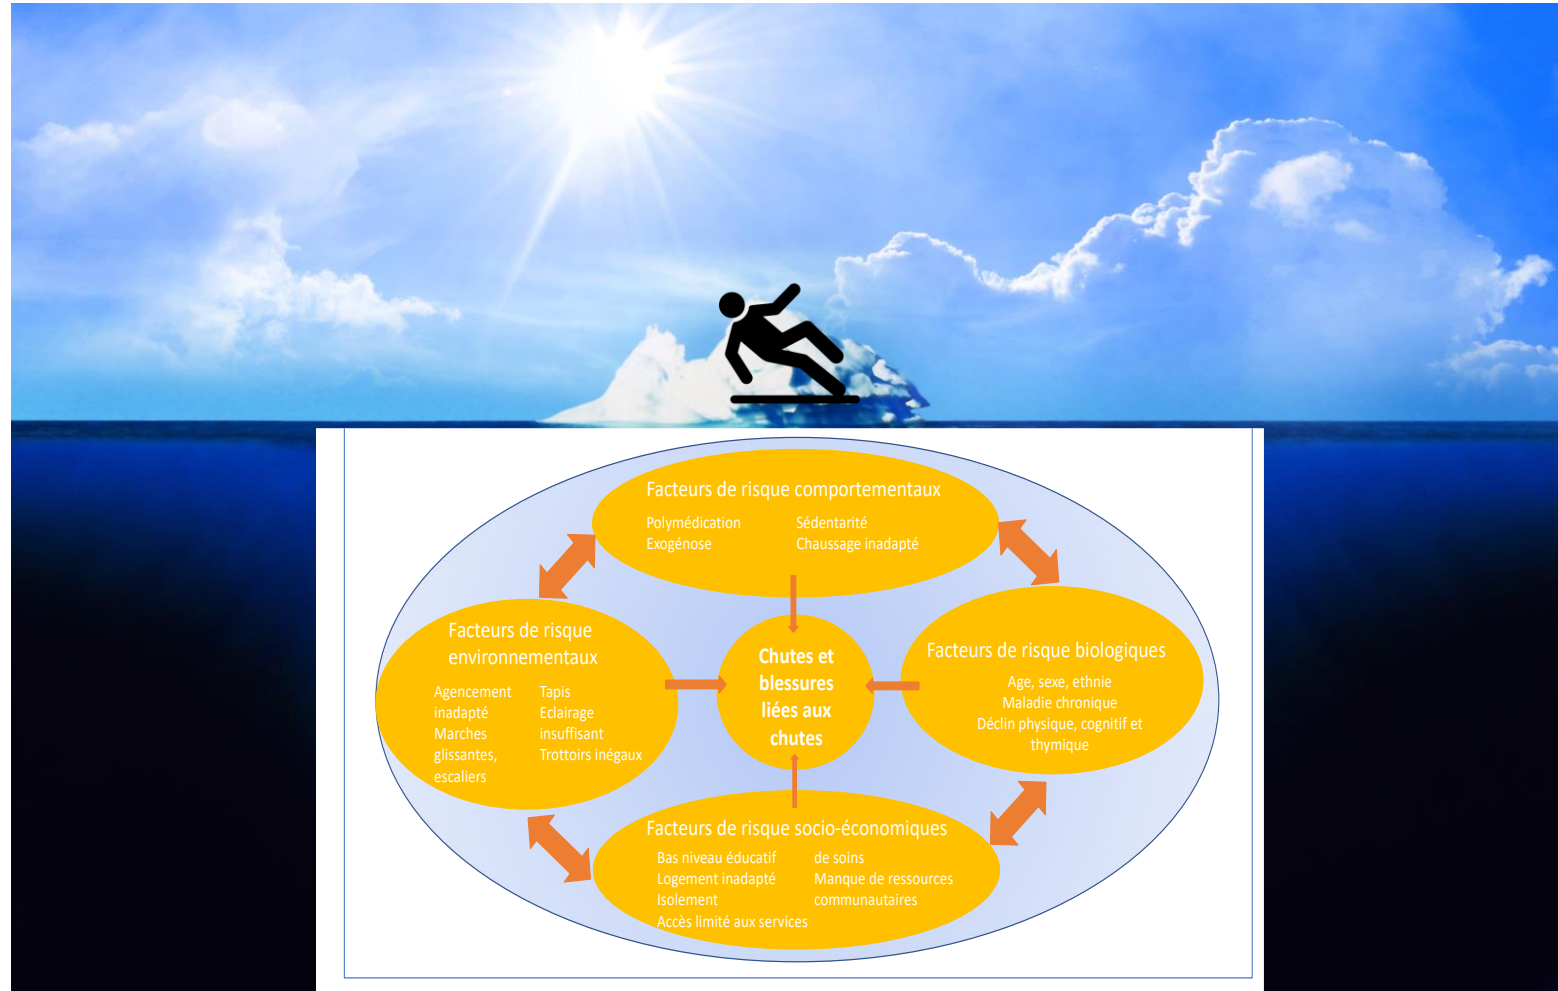 Facteurs de risque comportementaux
Polymédication
Exogénose
Sédentarité
Chaussage inadapté
Facteurs de risque
environnementaux
Agencement
inadapté
Marches
glissantes,
escaliers
Tapis
Eclairage
insuffisant
Trottoirs inégaux
Chutes et
blessures
liées aux
chutes
Facteurs de risque biologiques
Age, sexe, ethnie
Maladie chronique
Déclin physique, cognitif et
thymique
Facteurs de risque socio-économiques
Bas niveau éducatif
Logement inadapté
Isolement
Accès limité aux services
de soins
Manque de ressources
communautaires